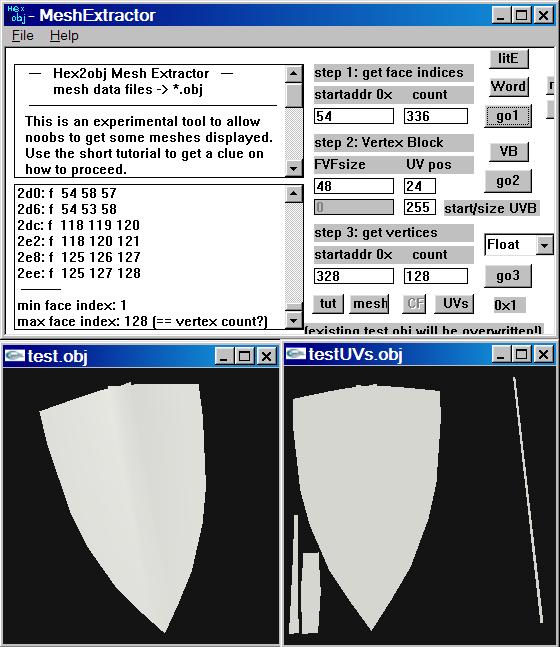 Hex obj - MeshExtractor
File Help
— Hex2obj Mesh Extractor —
mesh data files -> *.obj
This is an experimental tool to allow
noobs to get some meshes displayed.
Use the short tutorial to get a clue on
how to proceed.
2d0: f 54 58 57
2d6: f 54 53 58
2dc: f 118 119 120
2e2: f 118 120 121
2e8: f 125 126 127
2ee: f 125 127 128
min face index: 1
max face index: 128 (== vertex count?)
step 1: get face indices
startaddr 0x count
54 336
step 2: Vertex Block
FVFsize UV pos
48 24
0 255 start/size UVB
step 3: get vertices
startaddr 0x count
328 128
tut mesh CF UVs
(existing test obj will be overwritten!)
litE
Word
go1
VB
go2
Float
go3
0x1
test.obj
testUVs.obj